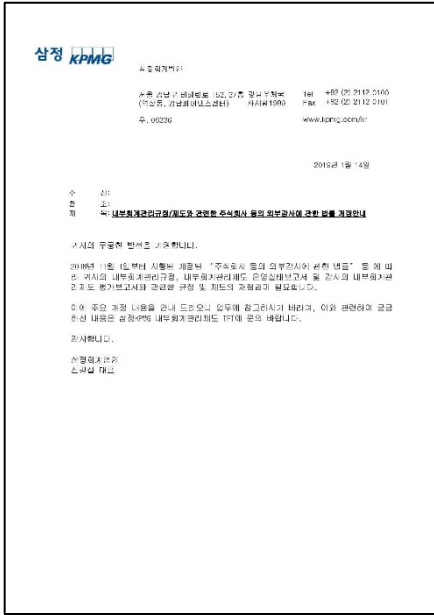 삼정 KPMG
삼정회계법인
서울 강남구 테헤란로 152, 27층 강남우체국 Tel +82 (2) 2112 0100
(역삼동, 강남파이낸스센터) 사서함1999 Fax +82 (2) 2112 0101
우. 06236 www.kpmg.com/kr
1월 14일
수 신:
참 조:
제 목: 내부회계관리규정/제도와 관련한 주식회사 등의 외부감사에 관한 법률 개정안내
귀사의 무궁한 발전을 기원합니다.
2018년 11월 1일부터 시행된 개정된 "주식회사 등의 외부감사에 관한 법률" 등 에 따
라 귀사의 내부회계관리규정, 내부회계관리제도 운영실태보고서 및 감사의 내부회계관
리제도 평가보고서와 관련한 규정 및 제도의 재정비가 필요합니다.
이에 주요 개정 내용을 안내 드리오니 업무에 참고하시기 바라며, 이와 관련하여 궁금
하신 내용은 삼정KPMG 내부회계관리제도 TFT에 문의 바랍니다.
감사합니다.
삼정회계법인
대표